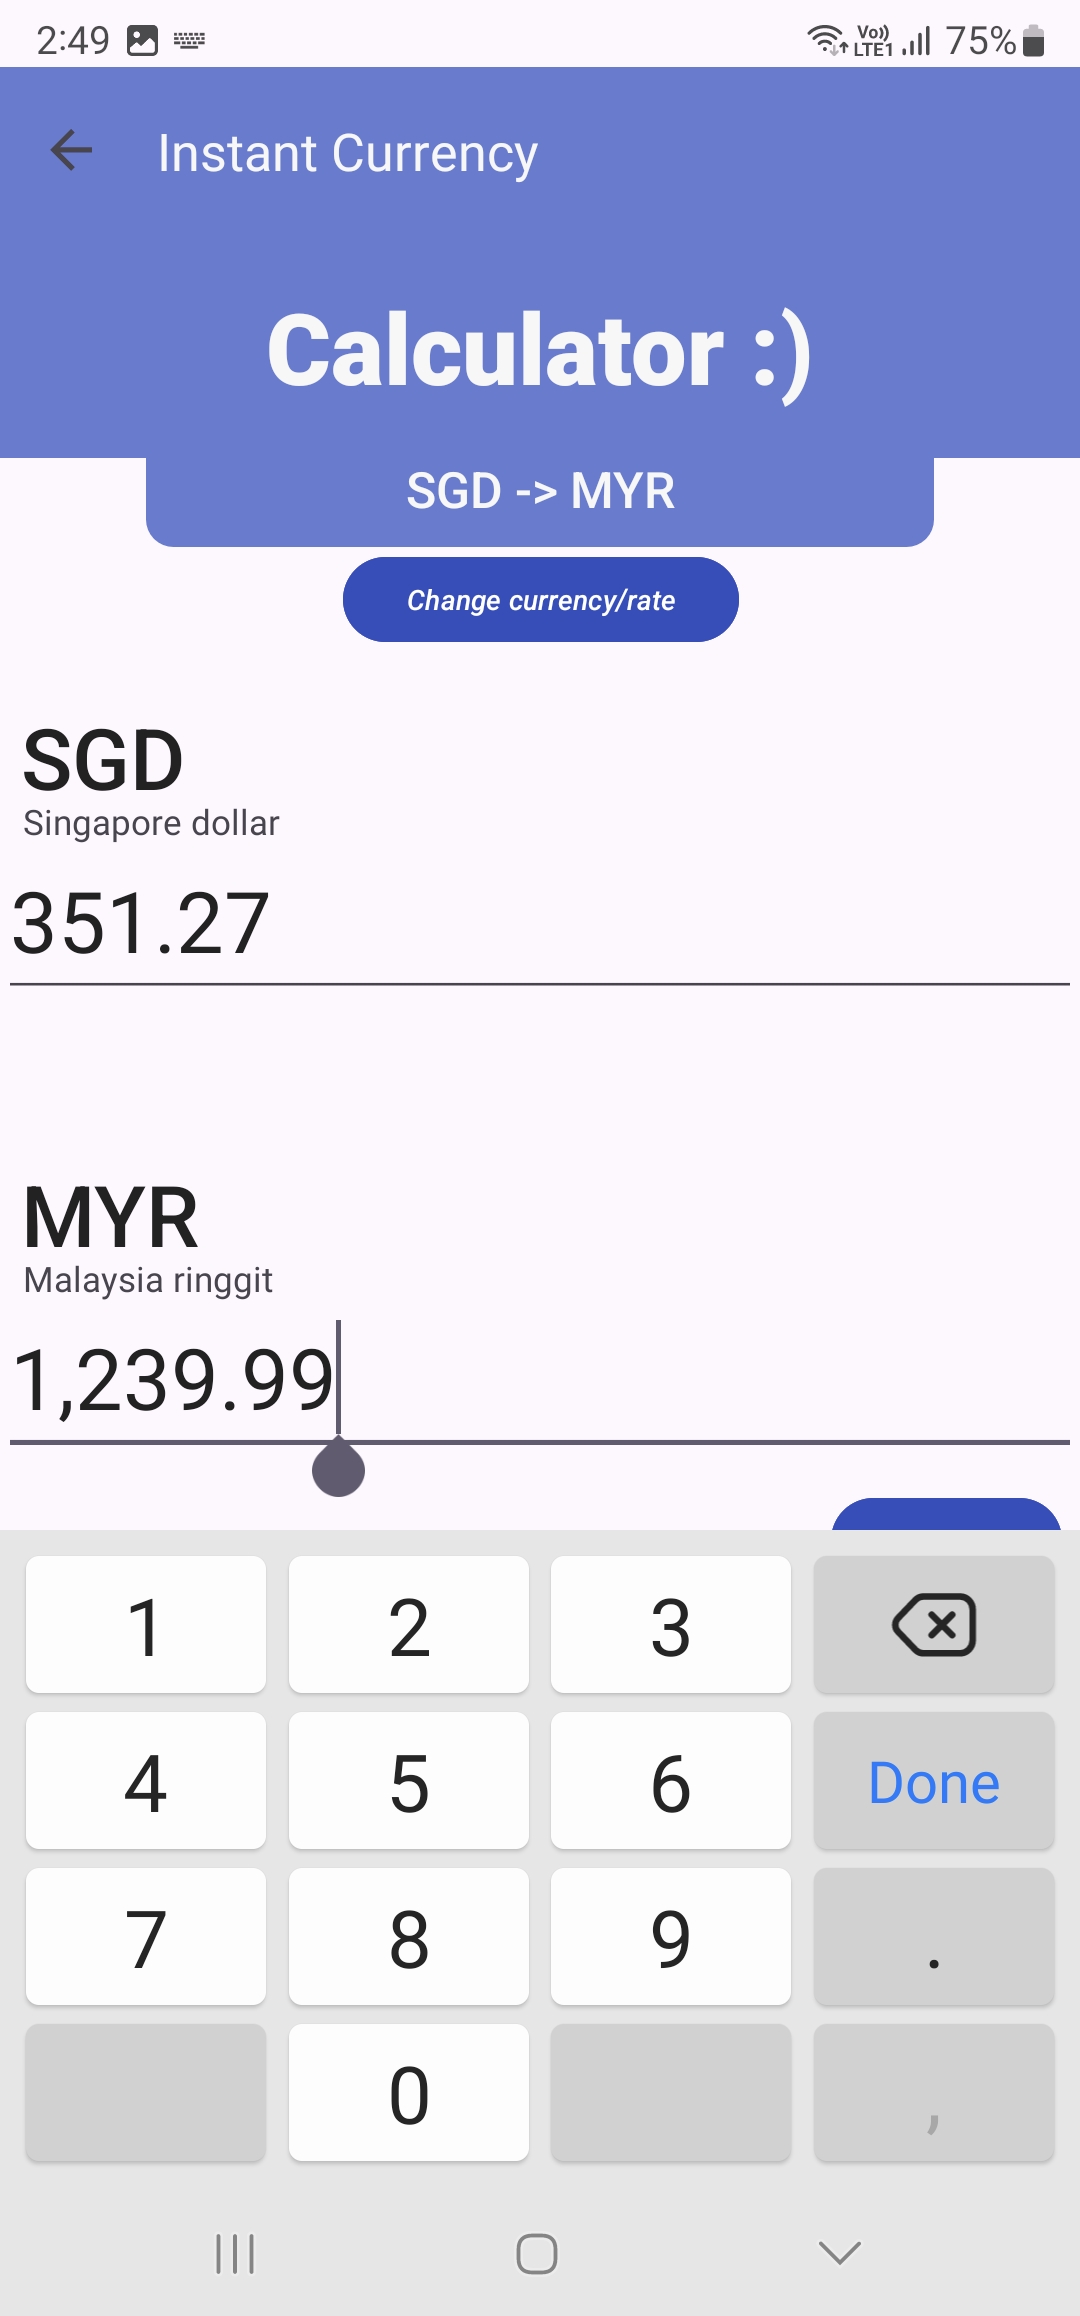 2:49 Vo)) LTE1 75%
Instant Currency
Calculator :)
SGD -> MYR
Change currency/rate
SGD
Singapore dollar
351.27
MYR
Malaysia ringgit
1,239.99
1 2 3
4 5 6 Done
7 8 9 .
0 ,